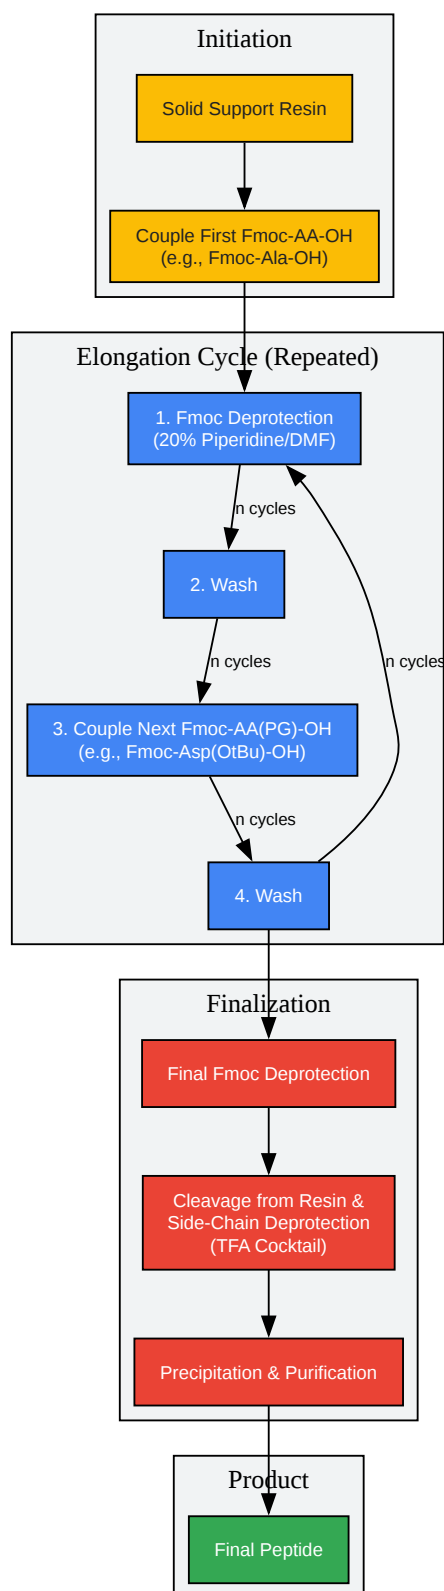 Initiation
Solid Support Resin
Couple First Fmoc-AA-OH
(e.g., Fmoc-Ala-OH)
Elongation Cycle (Repeated)
1. Fmoc Deprotection
(20% Piperidine/DMF)
n cycles
2. Wash
n cycles
n cycles
3. Couple Next Fmoc-AA(PG)-OH
(e.g., Fmoc-Asp(OtBu)-OH)
n cycles
4. Wash
Finalization
Final Fmoc Deprotection
Cleavage from Resin &
Side-Chain Deprotection
(TFA Cocktail)
Precipitation & Purification
Product
Final Peptide